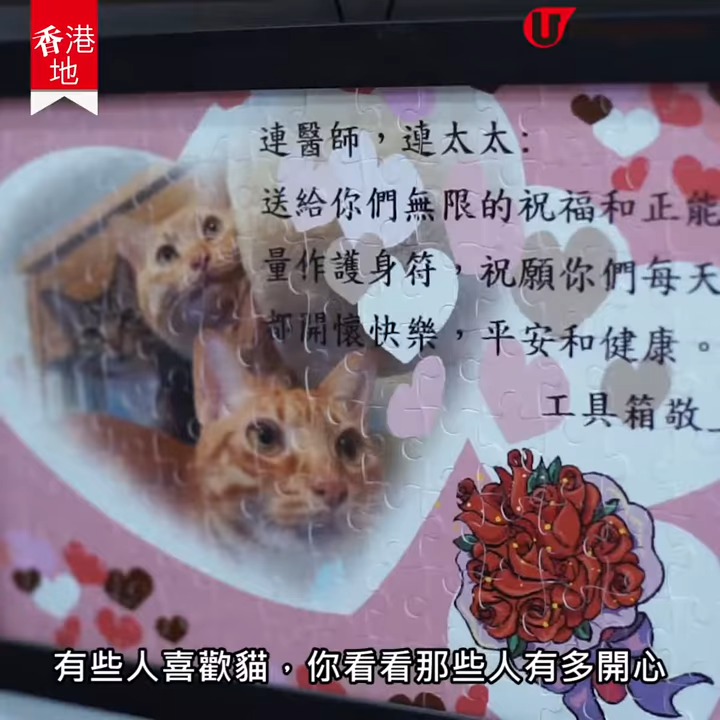 香港地
U
連醫師，連太太:
送給你們無限的祝福和正能
量作護身符，祝願你們每天
都開懷快樂，平安和健康。
工具箱敬
有些人喜歡貓，你看看那些人有多開心